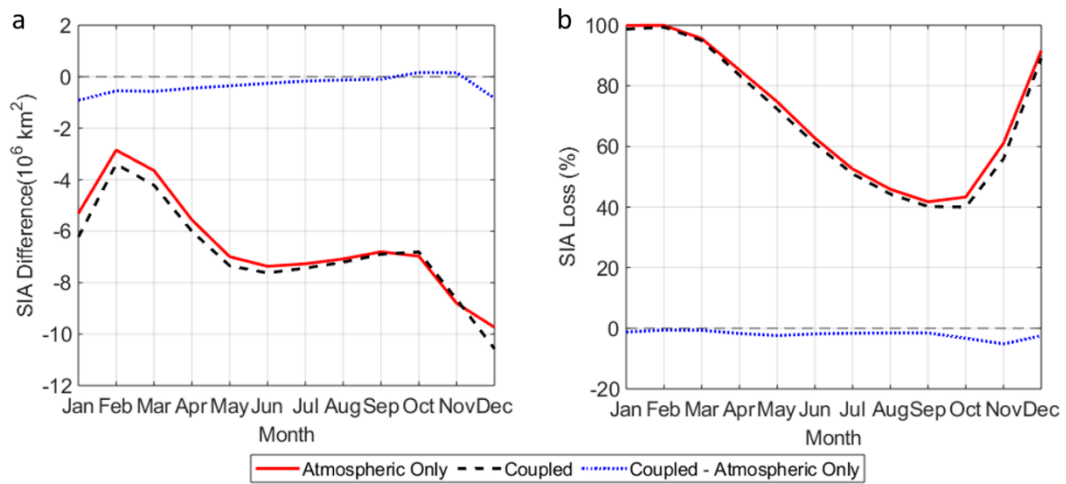 a
2
0
-2
-4
-6
-8
-10
-12
SIA Difference(10⁶ km²)
Jan Feb Mar Apr May Jun Jul Aug Sep Oct Nov Dec
Month
b
100
80
60
40
20
0
-20
SIA Loss (%)
Jan Feb Mar Apr May Jun Jul Aug Sep Oct Nov Dec
Month
Atmospheric Only Coupled Coupled - Atmospheric Only